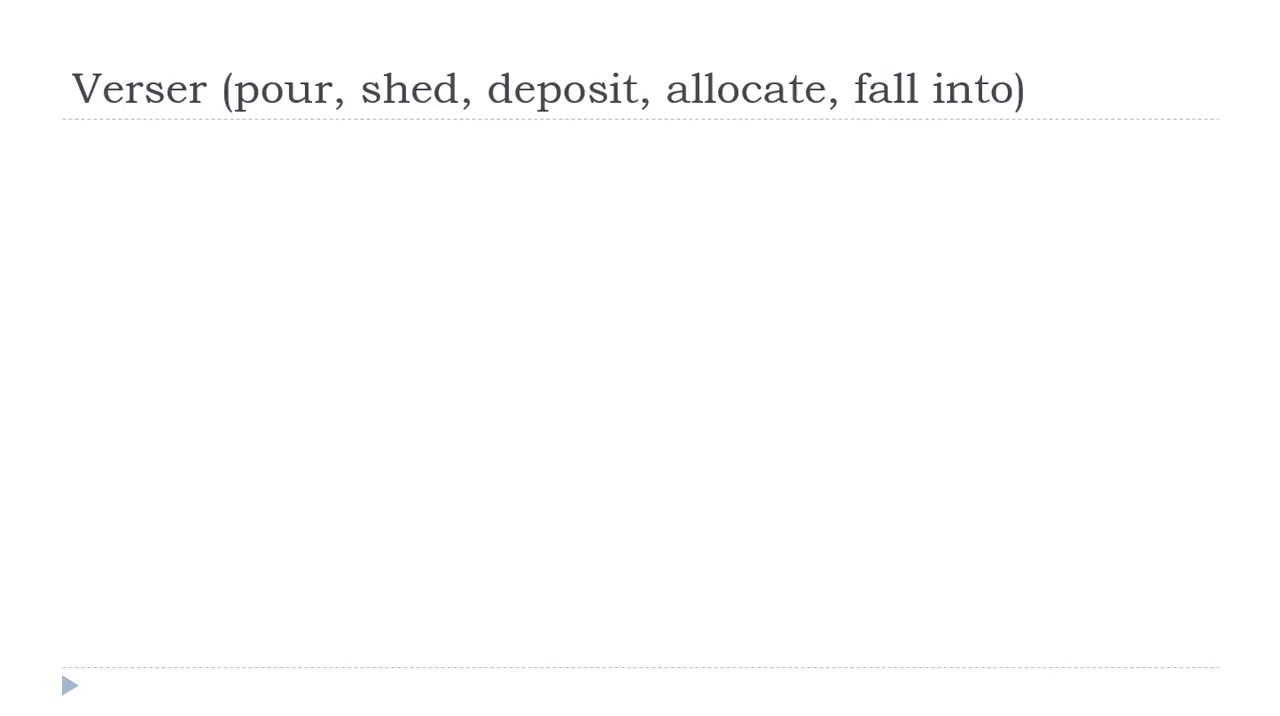 Verser (pour, shed, deposit, allocate, fall into)